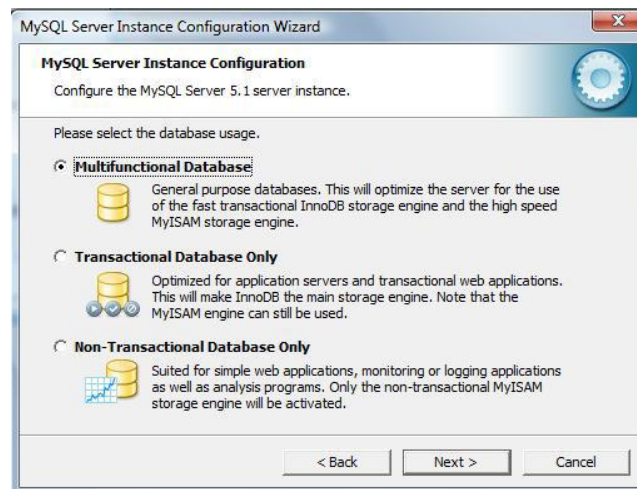 MySQL Server Instance Configuration Wizard
MySQL Server Instance Configuration
Configure the MySQL Server 5.1 server instance.
Please select the database usage.
Multifunctional Database
General purpose databases. This will optimize the server for the use
of the fast transactional InnoDB storage engine and the high speed
MyISAM storage engine.
Transactional Database Only
Optimized for application servers and transactional web applications.
This will make InnoDB the main storage engine. Note that the
MyISAM engine can still be used.
Non-Transactional Database Only
Suited for simple web applications, monitoring or logging applications
as well as analysis programs. Only the non-transactional MyISAM
storage engine will be activated.
< Back Next > Cancel